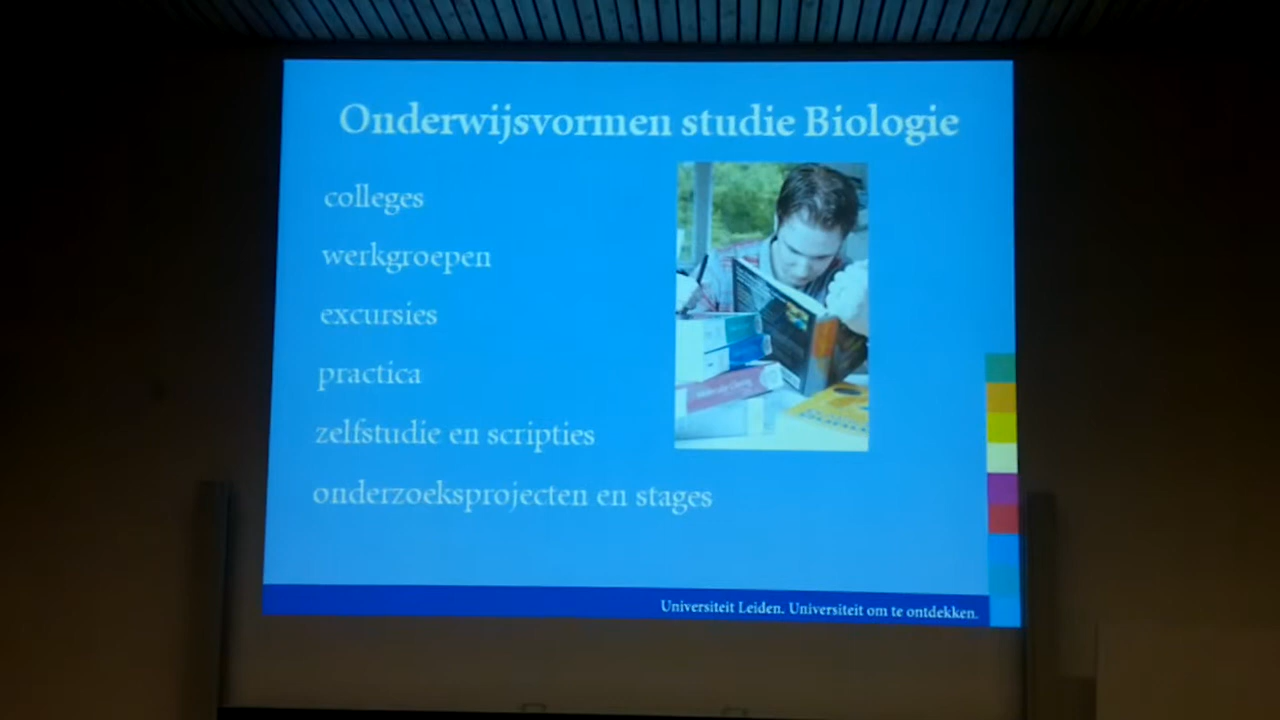 Onderwijsvormen studie Biologie
colleges
werkgroepen
excursies
practica
zelfstudie en scripties
onderzoeksprojecten en stages
Universiteit Leiden. Universiteit om te ontdekken.